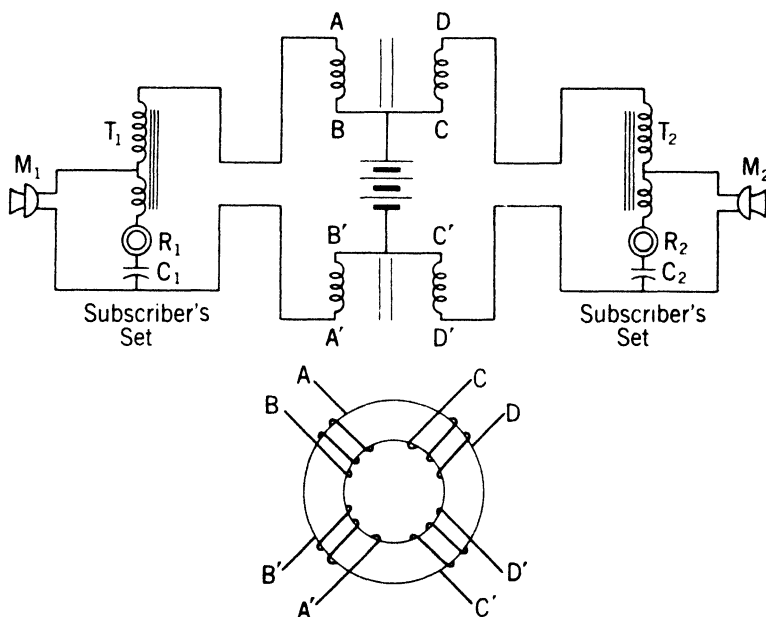 A D
T₁ T₂
M₁ M₂
B C
B′ C′
R₁ R₂
C₁ C₂
Subscriber's Set
Subscriber's Set
A′ D′
A C
B D
B′ D′
A′ C′